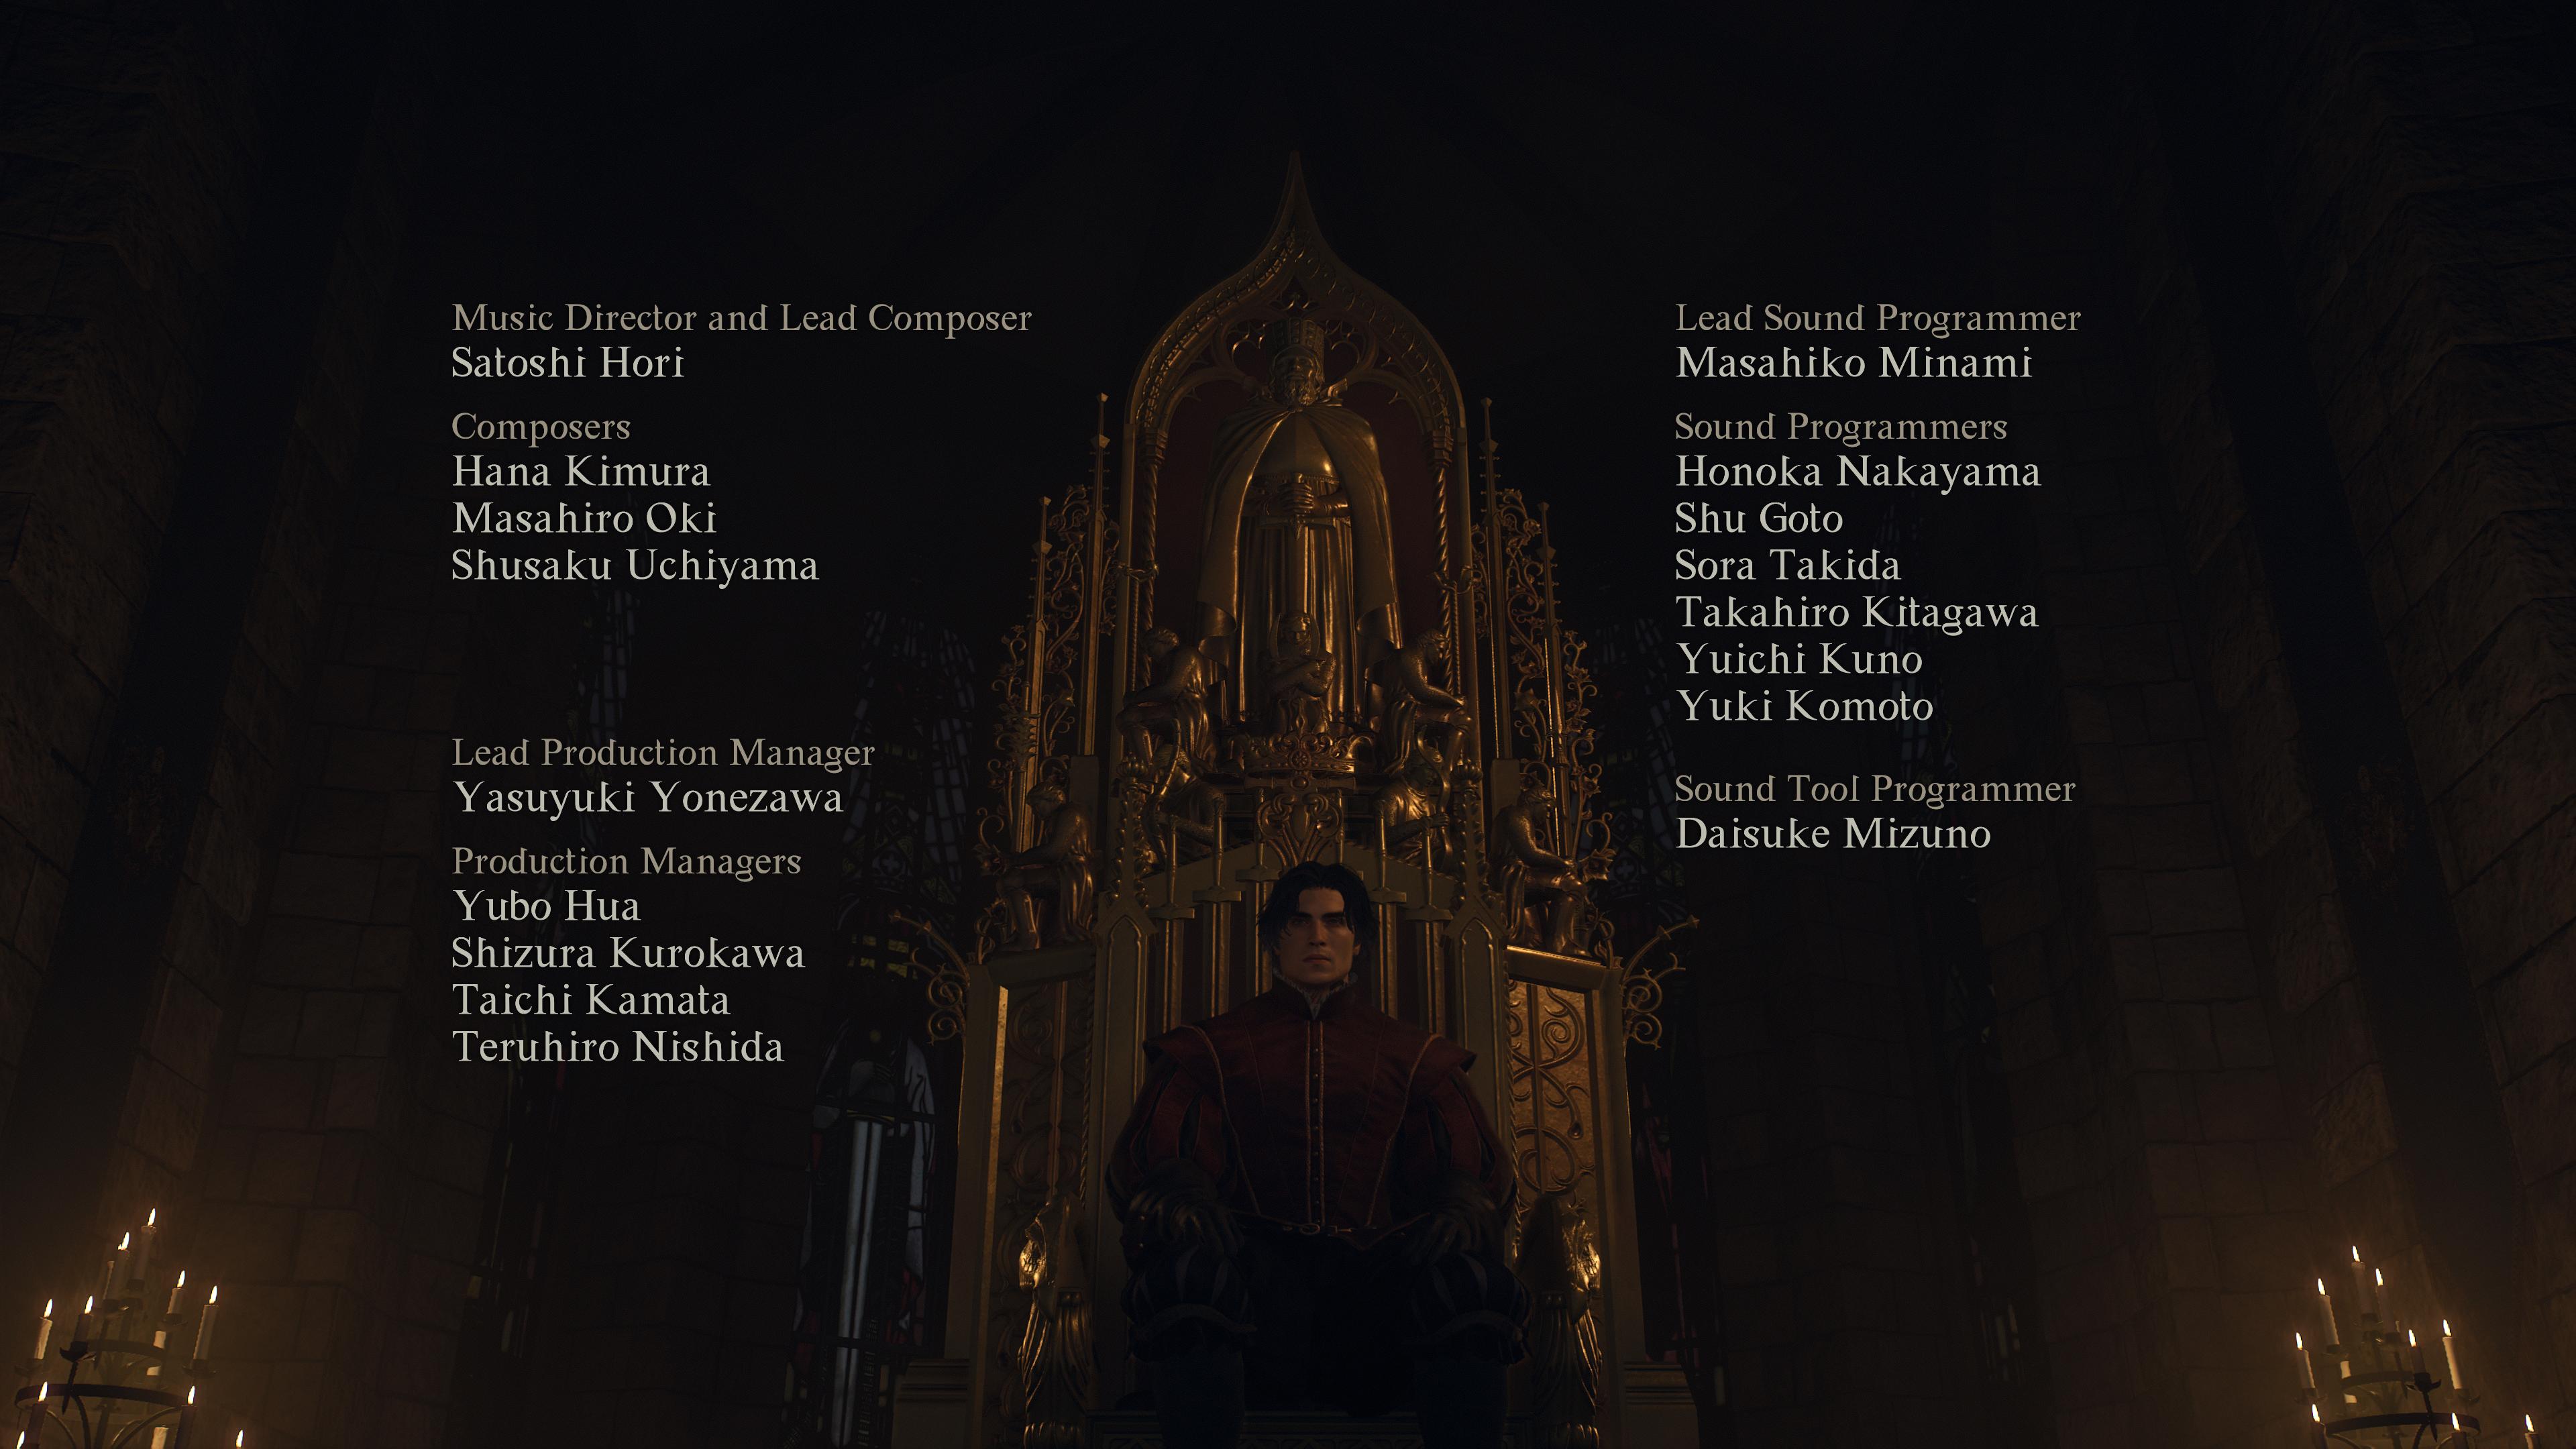 Music Director and Lead Composer
Satoshi Hori
Composers
Hana Kimura
Masahiro Oki
Shusaku Uchiyama
Lead Production Manager
Yasuyuki Yonezawa
Production Managers
Yubo Hua
Shizura Kurokawa
Taichi Kamata
Teruhiro Nishida
Lead Sound Programmer
Masahiko Minami
Sound Programmers
Honoka Nakayama
Shu Goto
Sora Takida
Takahiro Kitagawa
Yuichi Kuno
Yuki Komoto
Sound Tool Programmer
Daisuke Mizuno